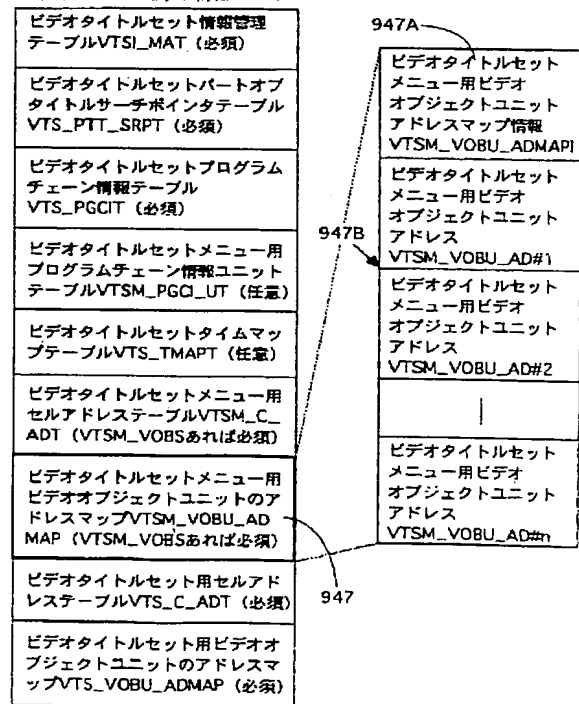 ビデオタイトルセット情報管理
テーブルVTSI_MAT（必須）
ビデオタイトルセットパートオブ
タイトルサーチポインタテーブル
VTS_PTT_SRPT（必須）
ビデオタイトルセットプログラム
チェーン情報テーブル
VTS_PGCIT（必須）
ビデオタイトルセットメニュー用
プログラムチェーン情報ユニット
テーブルVTSM_PGCI_UT（任意）
ビデオタイトルセットタイムマッ
プテーブルVTS_TMAPT（任意）
ビデオタイトルセットメニュー用
セルアドレステーブルVTSM_C_
ADT（VTSM_VOBSあれば必須）
ビデオタイトルセットメニュー用
ビデオオブジェクトユニットのア
ドレスマップVTSM_VOBU_AD
MAP（VTSM_VOBSあれば必須）
ビデオタイトルセット用セルアド
レステーブルVTS_C_ADT（必須）
ビデオタイトルセット用ビデオオ
ブジェクトユニットのアドレスマ
ップVTS_VOBU_ADMAP（必須）
947
947A
ビデオタイトルセット
メニュー用ビデオ
オブジェクトユニット
アドレスマップ情報
VTSM_VOBU_ADMAPI
947B
ビデオタイトルセット
メニュー用ビデオ
オブジェクトユニット
アドレス
VTSM_VOBU_AD#1
ビデオタイトルセット
メニュー用ビデオ
オブジェクトユニット
アドレス
VTSM_VOBU_AD#2
ビデオタイトルセット
メニュー用ビデオ
オブジェクトユニット
アドレス
VTSM_VOBU_AD#n